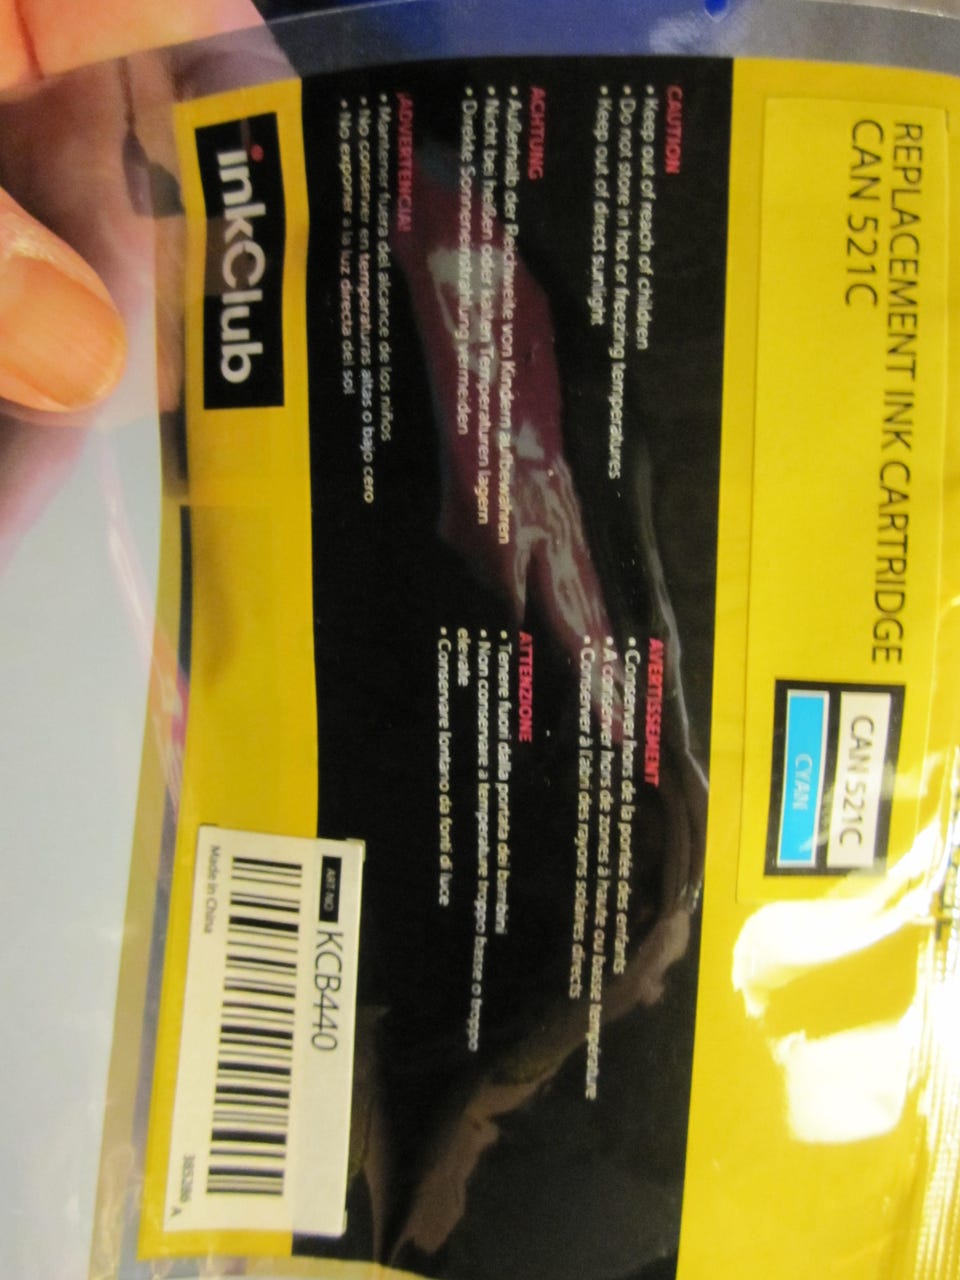 REPLACEMENT INK CARTRIDGE
CAN 521C
CAN 521C
CYAN
CAUTION
• Keep out of reach of children
• Do not store in hot or freezing temperatures
• Keep out of direct sunlight
AVERTISSEMENT
• Conserver hors de la portée des enfants
• A conserver hors de zones à haute ou basse température
• Conserver à l'abri des rayons solaires directs
ACHTUNG
• Außerhalb der Reichweite von Kindern aufbewahren
• Nicht bei heißen oder kalten Temperaturen lagern
• Direkte Sonneneinstrahlung vermeiden
ATTENZIONE
• Tenere fuori dalla portata dei bambini
• Non conservare a temperature troppo basse o troppo
elevate
• Conservare lontano da fonti di luce
¡ADVERTENCIA!
• Mantener fuera del alcance de los niños
• No conserver en temperaturas altas o bajo cero
• No exponer a la luz directa del sol
inkClub
ART. NO KCB440
Made in China
385286 A